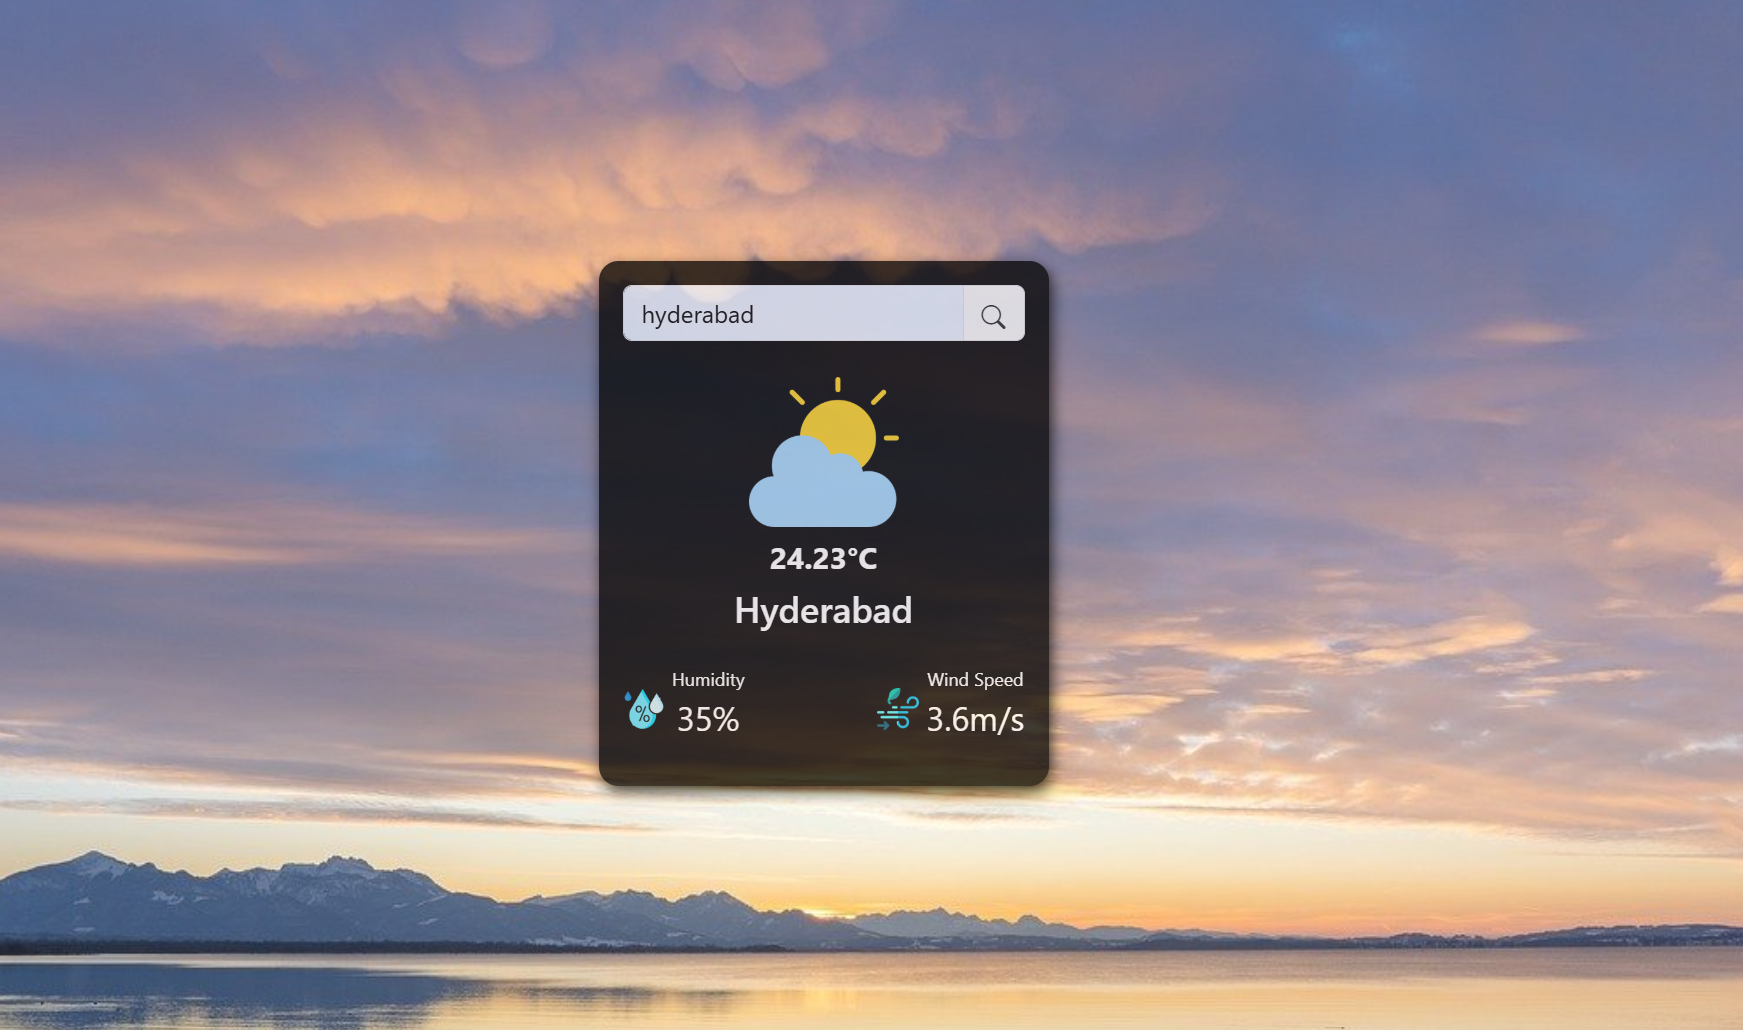 hyderabad
24.23°C
Hyderabad
Humidity
35%
Wind Speed
3.6m/s
%